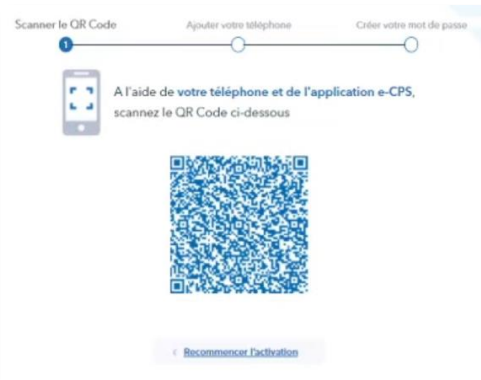 Scanner le QR Code
Ajouter votre téléphone
Créer votre mot de passe
1
A l'aide de votre téléphone et de l'application e-CPS,
scannez le QR Code ci-dessous
‹ Recommencer l'activation